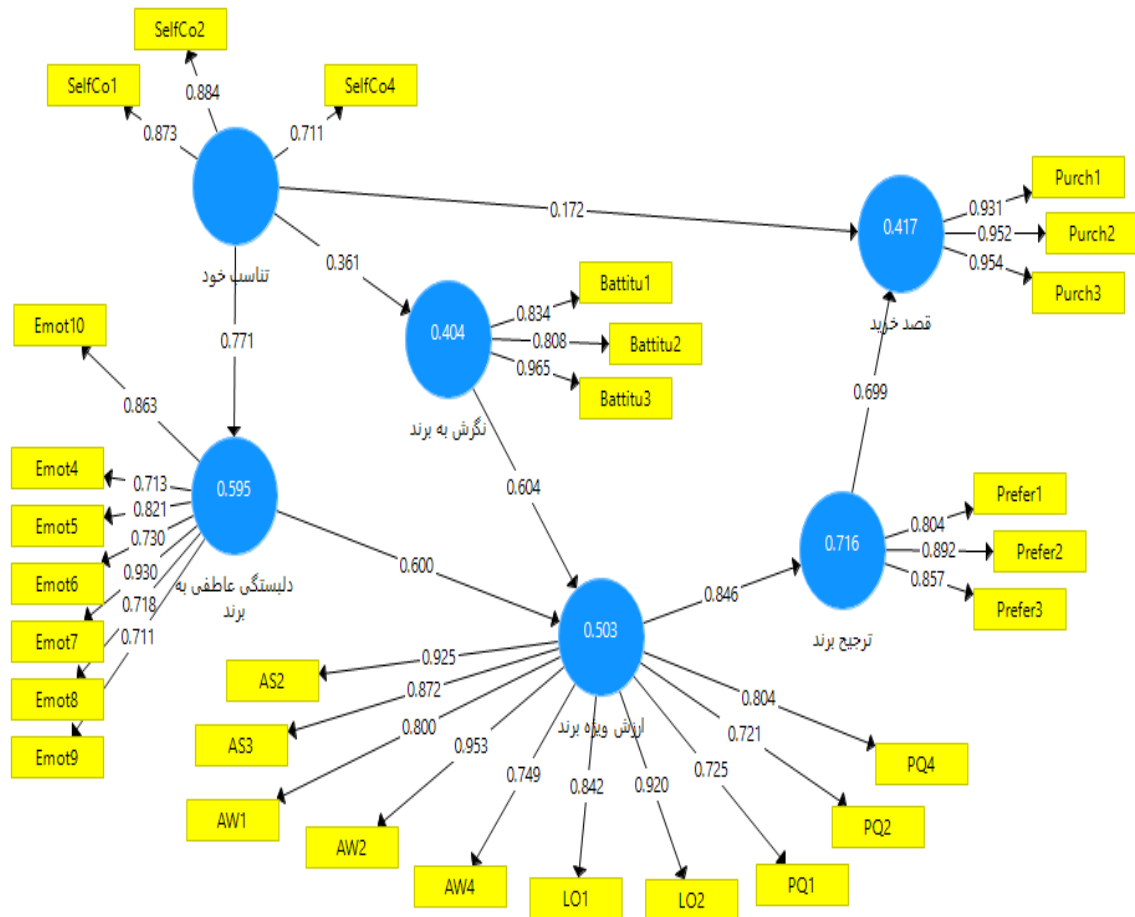 SelfCo2
SelfCo1
SelfCo4
0.884
0.873
0.711
Purch1
0.931
0.172
0.417
Purch2
0.952
0.954
Purch3
تناسب خود
0.361
قصد خرید
Battitu1
0.834
Emot10
0.404
0.808
Battitu2
0.771
0.965
Battitu3
0.863
نگرش به برند
0.699
Emot4
0.713
0.595
0.604
Prefer1
0.804
Emot5
0.821
0.730
0.716
0.892
Prefer2
0.930
0.857
Emot6
0.718
0.600
0.846
Prefer3
دلبستگی عاطفی به
برند
0.711
ترجیح برند
Emot7
0.503
0.925
AS2
0.804
Emot8
0.872
ارزش ویژه برند
0.721
AS3
0.800
Emot9
0.953
0.725
PQ4
0.749
0.842
0.920
AW1
PQ2
AW2
AW4
LO1
LO2
PQ1